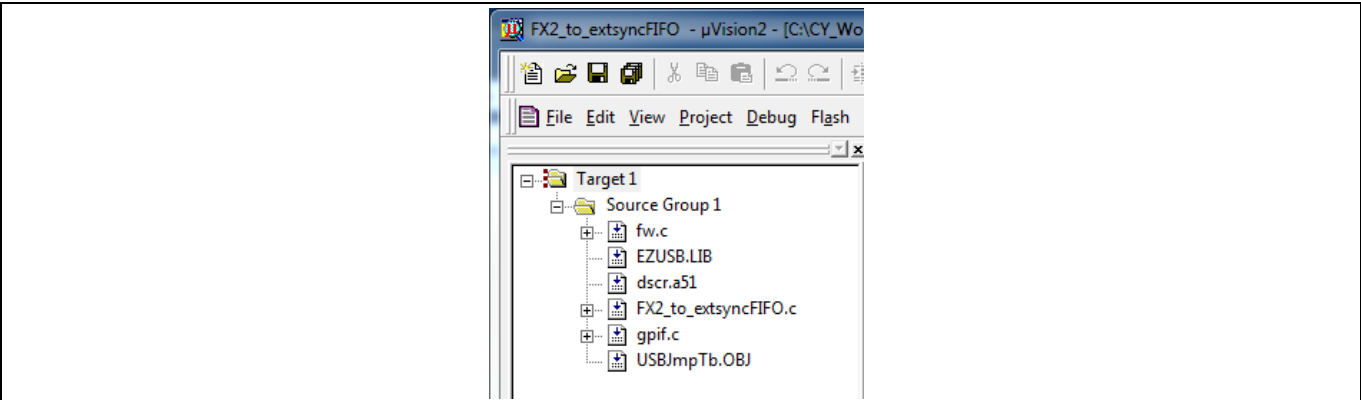 FX2_to_extsyncFIFO - µVision2 - [C:\CY_Wo
File Edit View Project Debug Flash
Target 1
Source Group 1
fw.c
EZUSB.LIB
dscr.a51
FX2_to_extsyncFIFO.c
gpif.c
USBJmpTb.OBJ